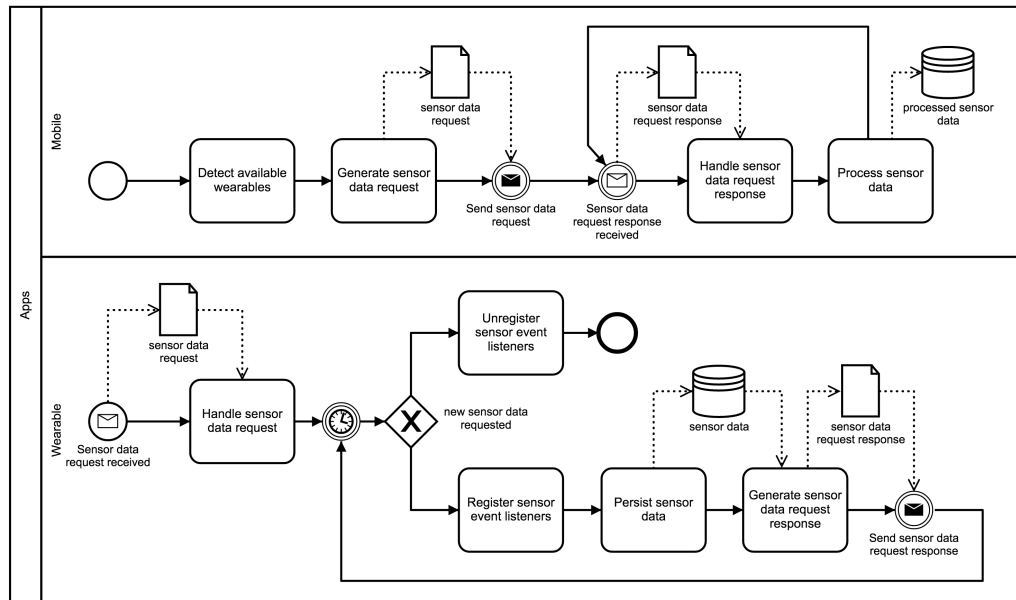 Apps
Mobile
sensor data
request
sensor data
request response
processed sensor
data
Detect available
wearables
Generate sensor
data request
Send sensor data
request
Sensor data
request response
received
Handle sensor
data request
response
Process sensor
data
Wearable
sensor data
request
Sensor data
request received
Handle sensor
data request
new sensor data
requested
Unregister
sensor event
listeners
Register sensor
event listeners
Persist sensor
data
sensor data
Generate sensor
data request
response
sensor data
request response
Send sensor data
request response